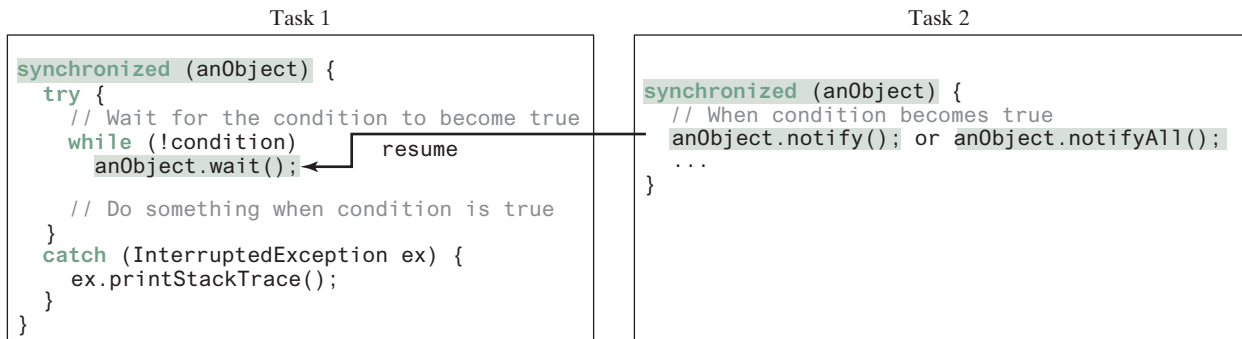 Task 1
synchronized (anObject) {
try {
// Wait for the condition to become true
while (!condition)
anObject.wait();
// Do something when condition is true
}
catch (InterruptedException ex) {
ex.printStackTrace();
}
}
resume
Task 2
synchronized (anObject) {
// When condition becomes true
anObject.notify(); or anObject.notifyAll();
...
}